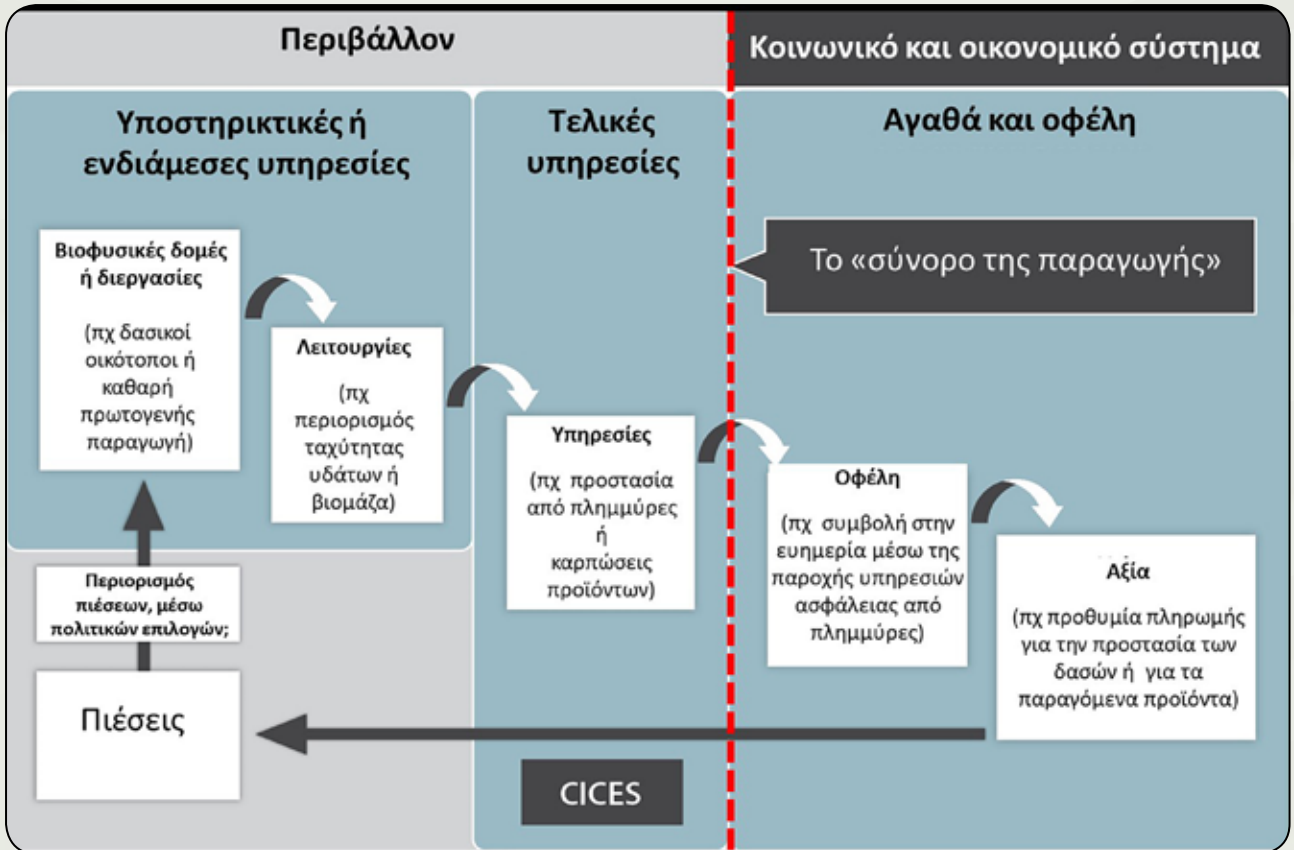 Περιβάλλον
Κοινωνικό και οικονομικό σύστημα
Υποστηρικτικές ή
ενδιάμεσες υπηρεσίες
Τελικές
υπηρεσίες
Αγαθά και οφέλη
Βιοφυσικές δομές
ή διεργασίες
(πχ δασικοί
οικότοποι ή
καθαρή
πρωτογενής
παραγωγή)
Λειτουργίες
(πχ
περιορισμός
ταχύτητας
υδάτων ή
βιομάζα)
Υπηρεσίες
(πχ προστασία
από πλημμύρες
ή
καρπώσεις
προϊόντων)
Το «σύνορο της παραγωγής»
Οφέλη
(πχ συμβολή στην
ευημερία μέσω της
παροχής υπηρεσιών
ασφάλειας από
πλημμύρες)
Αξία
(πχ προθυμία πληρωμής
για την προστασία των
δασών ή για τα
παραγόμενα προϊόντα)
Περιορισμός
πιέσεων, μέσω
πολιτικών επιλογών;
Πιέσεις
CICES